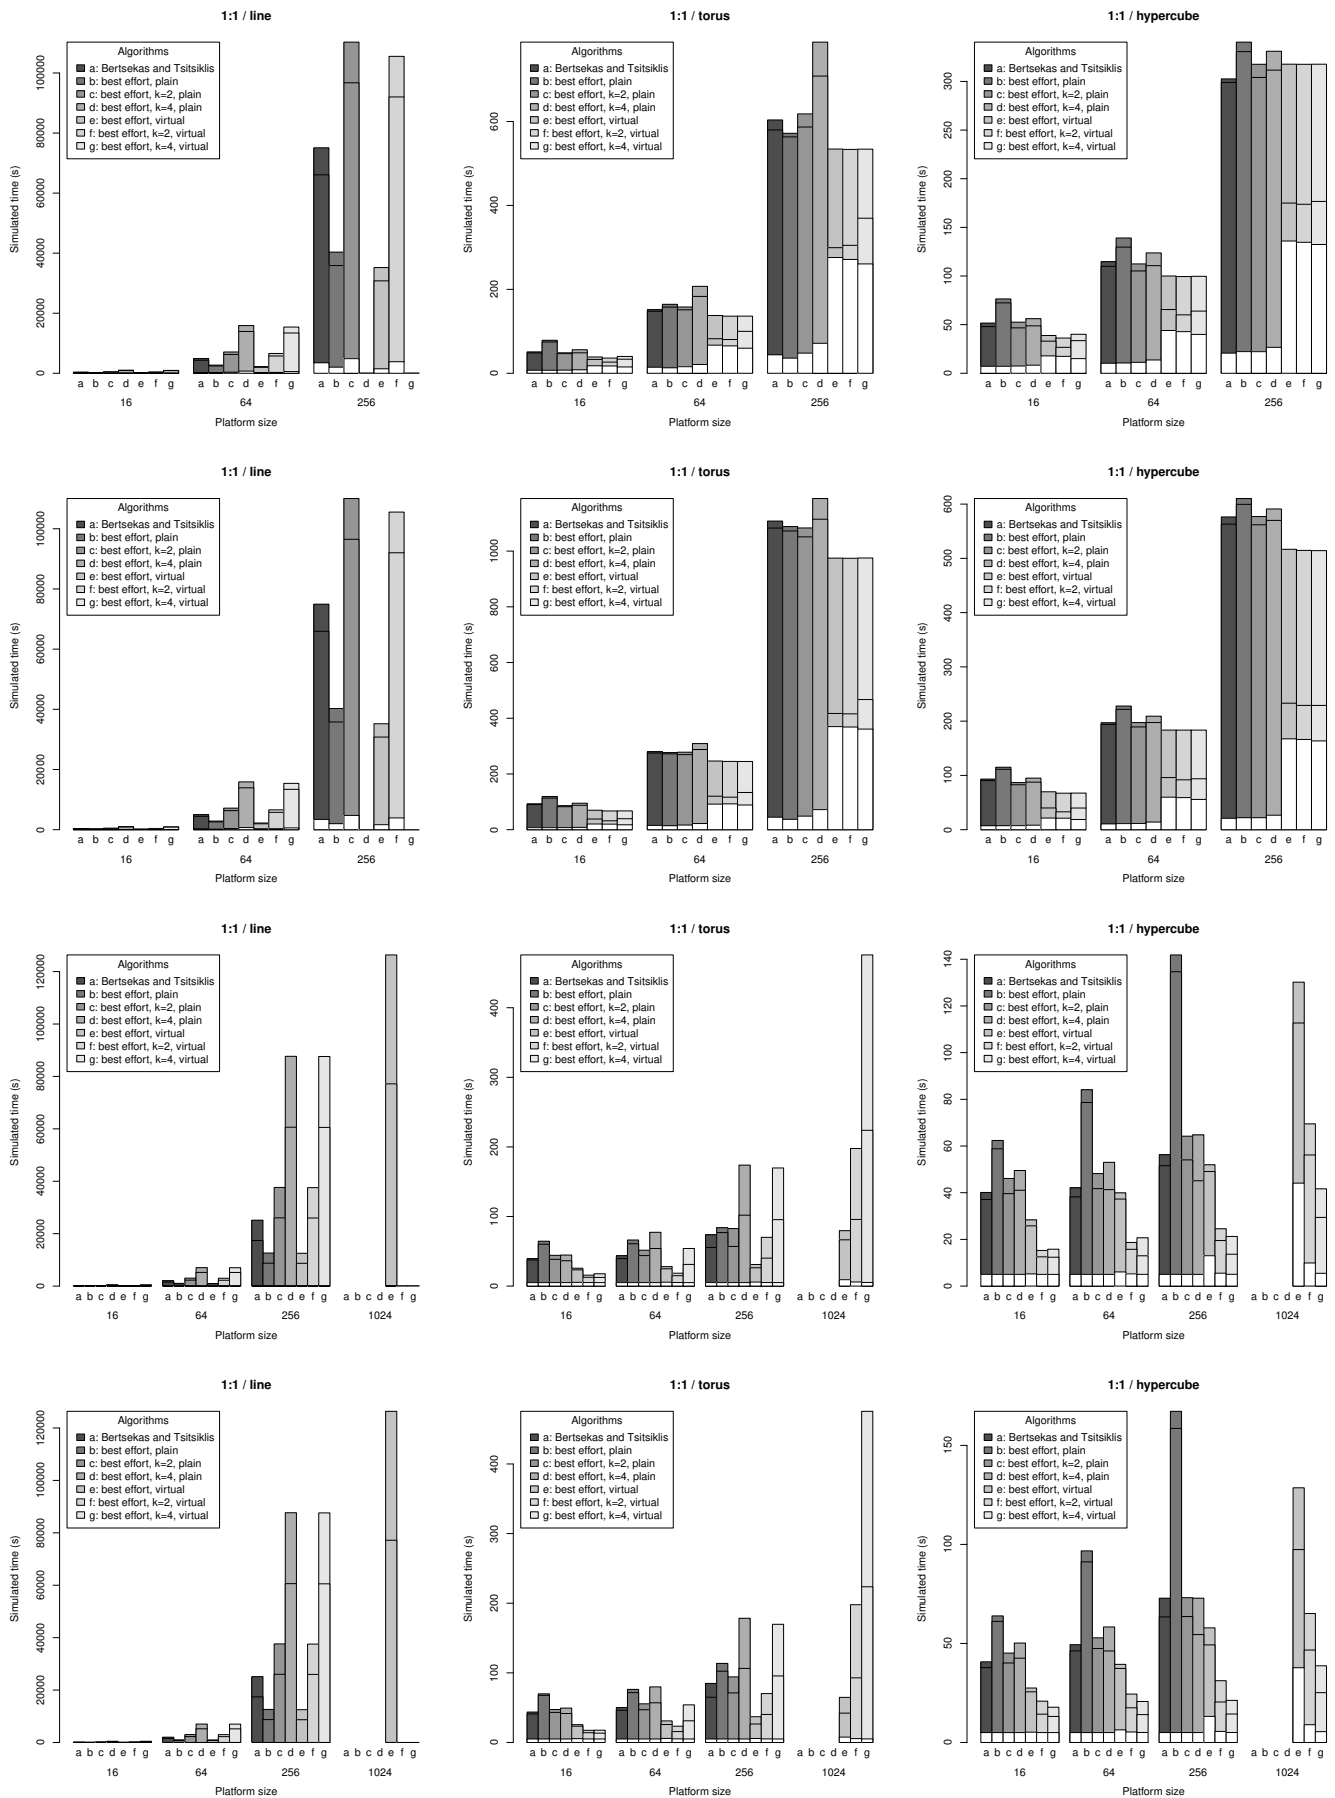 1:1 / line
Simulated time (s)
0
20000
40000
60000
80000
100000
Algorithms
a: Bertsekas and Tsitsiklis
b: best effort, plain
c: best effort, k=2, plain
d: best effort, k=4, plain
e: best effort, virtual
f: best effort, k=2, virtual
g: best effort, k=4, virtual
a b c d e f g a b c d e f g a b c d e f g
16 64 256
Platform size
1:1 / torus
Simulated time (s)
0
200
400
600
Algorithms
a: Bertsekas and Tsitsiklis
b: best effort, plain
c: best effort, k=2, plain
d: best effort, k=4, plain
e: best effort, virtual
f: best effort, k=2, virtual
g: best effort, k=4, virtual
a b c d e f g a b c d e f g a b c d e f g
16 64 256
Platform size
1:1 / hypercube
Simulated time (s)
0
50
100
150
200
250
300
Algorithms
a: Bertsekas and Tsitsiklis
b: best effort, plain
c: best effort, k=2, plain
d: best effort, k=4, plain
e: best effort, virtual
f: best effort, k=2, virtual
g: best effort, k=4, virtual
a b c d e f g a b c d e f g a b c d e f g
16 64 256
Platform size
1:1 / line
Simulated time (s)
0
20000
40000
60000
80000
100000
Algorithms
a: Bertsekas and Tsitsiklis
b: best effort, plain
c: best effort, k=2, plain
d: best effort, k=4, plain
e: best effort, virtual
f: best effort, k=2, virtual
g: best effort, k=4, virtual
a b c d e f g a b c d e f g a b c d e f g
16 64 256
Platform size
1:1 / torus
Simulated time (s)
0
200
400
600
800
1000
Algorithms
a: Bertsekas and Tsitsiklis
b: best effort, plain
c: best effort, k=2, plain
d: best effort, k=4, plain
e: best effort, virtual
f: best effort, k=2, virtual
g: best effort, k=4, virtual
a b c d e f g a b c d e f g a b c d e f g
16 64 256
Platform size
1:1 / hypercube
Simulated time (s)
0
100
200
300
400
500
600
Algorithms
a: Bertsekas and Tsitsiklis
b: best effort, plain
c: best effort, k=2, plain
d: best effort, k=4, plain
e: best effort, virtual
f: best effort, k=2, virtual
g: best effort, k=4, virtual
a b c d e f g a b c d e f g a b c d e f g
16 64 256
Platform size
1:1 / line
Simulated time (s)
0
20000
40000
60000
80000
100000
120000
Algorithms
a: Bertsekas and Tsitsiklis
b: best effort, plain
c: best effort, k=2, plain
d: best effort, k=4, plain
e: best effort, virtual
f: best effort, k=2, virtual
g: best effort, k=4, virtual
a b c d e f g a b c d e f g a b c d e f g a b c d e f g
16 64 256 1024
Platform size
1:1 / torus
Simulated time (s)
0
100
200
300
400
Algorithms
a: Bertsekas and Tsitsiklis
b: best effort, plain
c: best effort, k=2, plain
d: best effort, k=4, plain
e: best effort, virtual
f: best effort, k=2, virtual
g: best effort, k=4, virtual
a b c d e f g a b c d e f g a b c d e f g a b c d e f g
16 64 256 1024
Platform size
1:1 / hypercube
Simulated time (s)
0
20
40
60
80
100
120
140
Algorithms
a: Bertsekas and Tsitsiklis
b: best effort, plain
c: best effort, k=2, plain
d: best effort, k=4, plain
e: best effort, virtual
f: best effort, k=2, virtual
g: best effort, k=4, virtual
a b c d e f g a b c d e f g a b c d e f g a b c d e f g
16 64 256 1024
Platform size
1:1 / line
Simulated time (s)
0
20000
40000
60000
80000
100000
120000
Algorithms
a: Bertsekas and Tsitsiklis
b: best effort, plain
c: best effort, k=2, plain
d: best effort, k=4, plain
e: best effort, virtual
f: best effort, k=2, virtual
g: best effort, k=4, virtual
a b c d e f g a b c d e f g a b c d e f g a b c d e f g
16 64 256 1024
Platform size
1:1 / torus
Simulated time (s)
0
100
200
300
400
Algorithms
a: Bertsekas and Tsitsiklis
b: best effort, plain
c: best effort, k=2, plain
d: best effort, k=4, plain
e: best effort, virtual
f: best effort, k=2, virtual
g: best effort, k=4, virtual
a b c d e f g a b c d e f g a b c d e f g a b c d e f g
16 64 256 1024
Platform size
1:1 / hypercube
Simulated time (s)
0
50
100
150
Algorithms
a: Bertsekas and Tsitsiklis
b: best effort, plain
c: best effort, k=2, plain
d: best effort, k=4, plain
e: best effort, virtual
f: best effort, k=2, virtual
g: best effort, k=4, virtual
a b c d e f g a b c d e f g a b c d e f g a b c d e f g
16 64 256 1024
Platform size